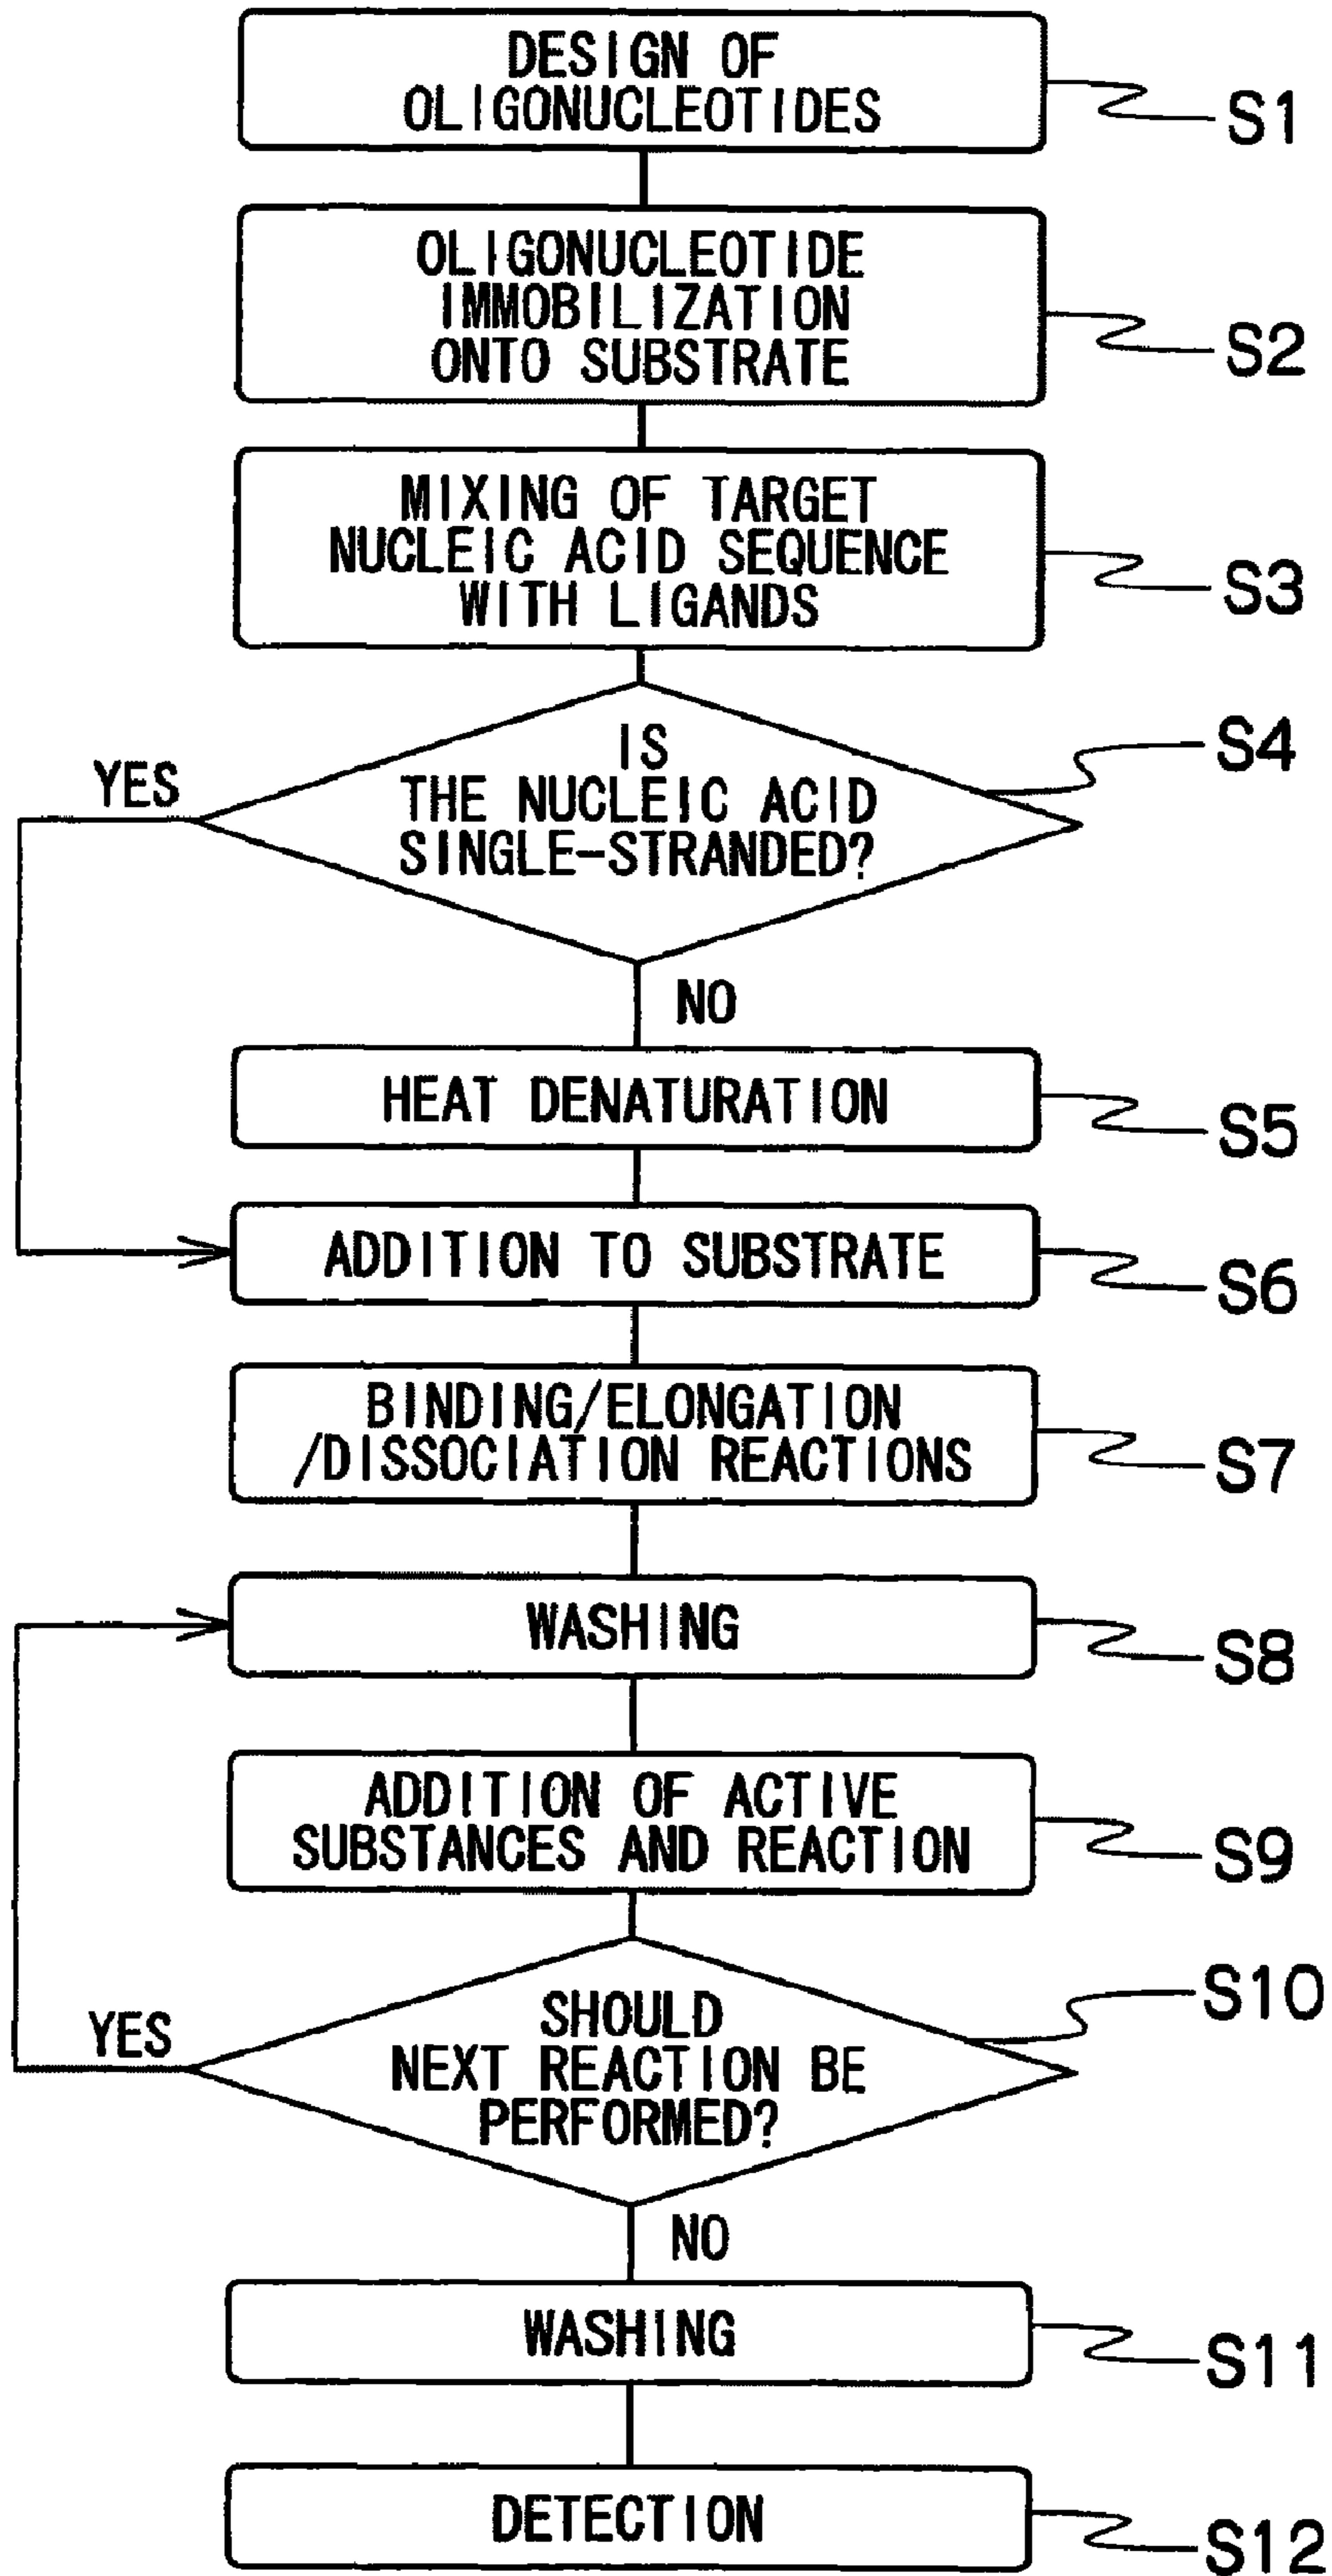 DESIGN OF
OLIGONUCLEOTIDES
S1
OLIGONUCLEOTIDE
IMMOBILIZATION
ONTO SUBSTRATE
S2
MIXING OF TARGET
NUCLEIC ACID SEQUENCE
WITH LIGANDS
S3
IS
THE NUCLEIC ACID
SINGLE-STRANDED?
S4
YES
NO
HEAT DENATURATION
S5
ADDITION TO SUBSTRATE
S6
BINDING/ELONGATION
/DISSOCIATION REACTIONS
S7
WASHING
S8
ADDITION OF ACTIVE
SUBSTANCES AND REACTION
S9
SHOULD
NEXT REACTION BE
PERFORMED?
S10
YES
NO
WASHING
S11
DETECTION
S12